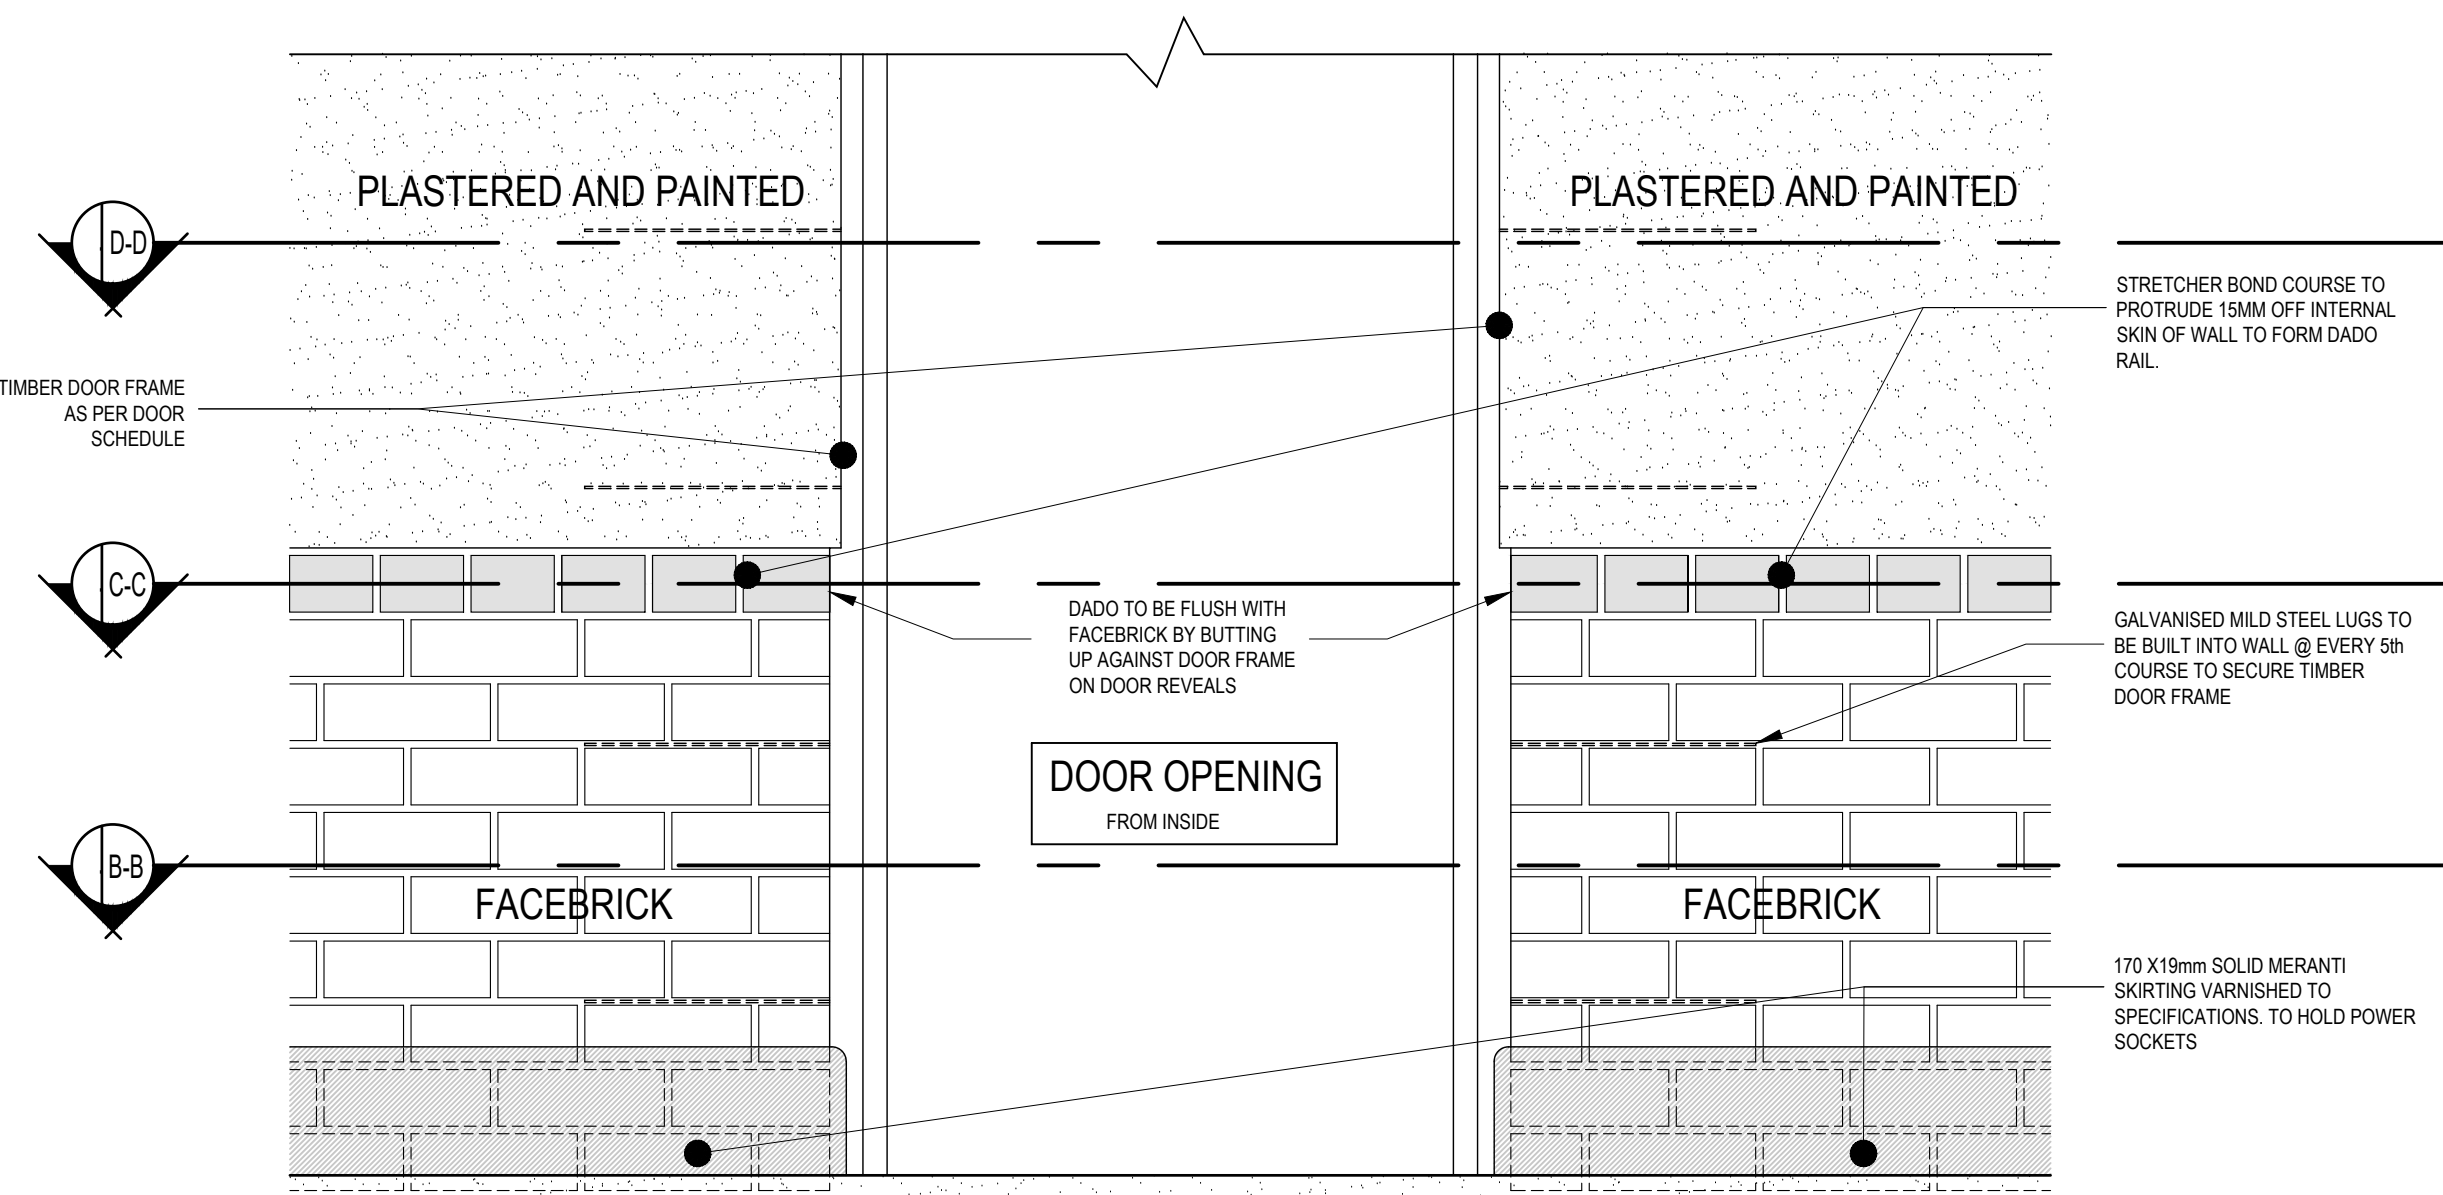 PLASTERED AND PAINTED
PLASTERED AND PAINTED
D-D
STRETCHER BOND COURSE TO
PROTRUDE 15MM OFF INTERNAL
SKIN OF WALL TO FORM DADO
RAIL.
TIMBER DOOR FRAME
AS PER DOOR
SCHEDULE
C-C
DADO TO BE FLUSH WITH
FACEBRICK BY BUTTING
UP AGAINST DOOR FRAME
ON DOOR REVEALS
GALVANISED MILD STEEL LUGS TO
BE BUILT INTO WALL @ EVERY 5th
COURSE TO SECURE TIMBER
DOOR FRAME
DOOR OPENING
FROM INSIDE
B-B
FACEBRICK
FACEBRICK
170 X19mm SOLID MERANTI
SKIRTING VARNISHED TO
SPECIFICATIONS. TO HOLD POWER
SOCKETS